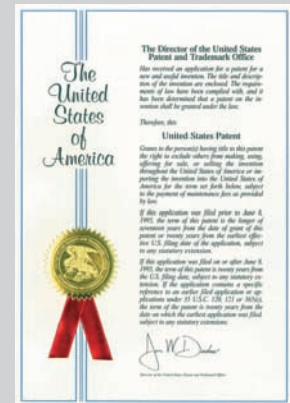 The
United
States
of
America
The Director of the United States
Patent and Trademark Office
Has received an application for a patent for a
new and useful invention. The title and descrip-
tion of the invention are enclosed. The require-
ments of law have been complied with, and it
has been determined that a patent on the in-
vention shall be granted under the law.
Therefore, this
United States Patent
Grants to the person(s) having title to this patent
the right to exclude others from making, using,
offering for sale, or selling the invention
throughout the United States of America or im-
porting the invention into the United States of
America for the term set forth below, subject
to the payment of maintenance fees as provided
by law.
If this application was filed prior to June 8,
1995, the term of this patent is the longer of
seventeen years from the date of grant of this
patent or twenty years from the earliest effec-
tive U.S. filing date of the application, subject
to any statutory extension.
If this application was filed on or after June 8,
1995, the term of this patent is twenty years from
the U.S. filing date, subject to any statutory ex-
tension. If the application contains a specific
reference to an earlier filed application or ap-
plications under 35 U.S.C. 120, 121 or 365(c),
the term of the patent is twenty years from the
date on which the earliest application was filed,
subject to any statutory extensions.
Director of the United States Patent and Trademark Office